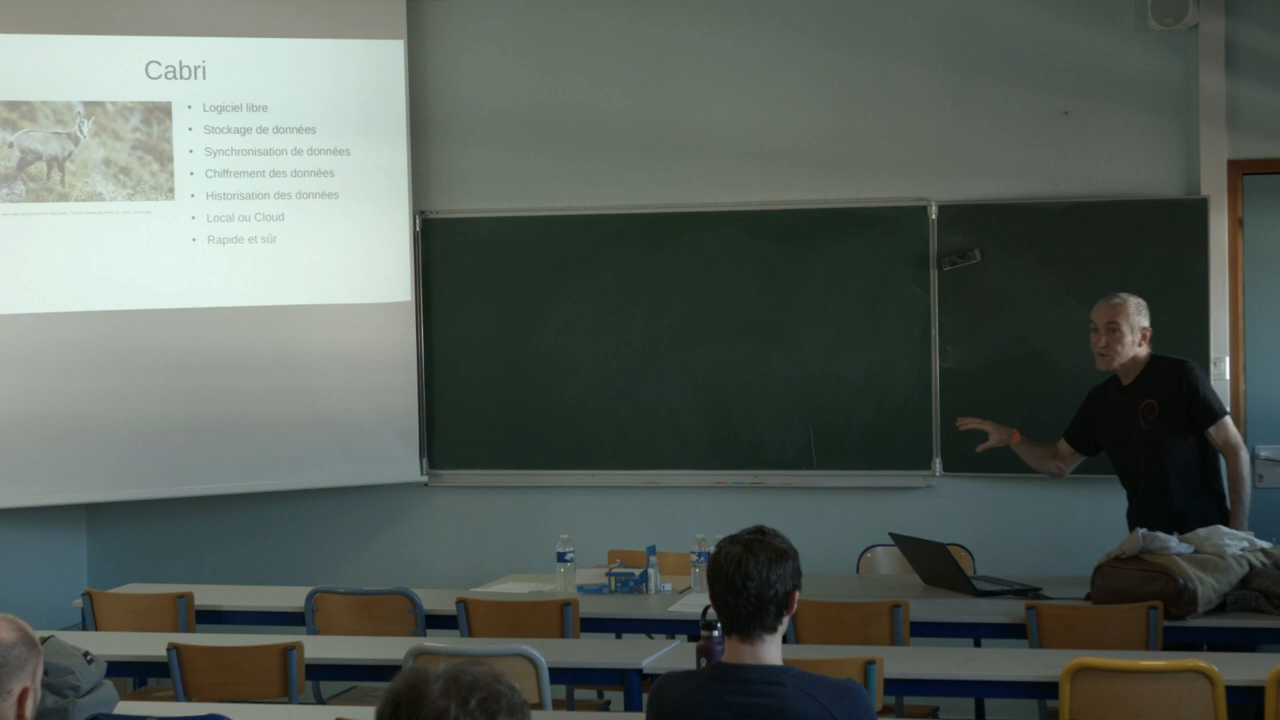 Cabri
Logiciel libre
Stockage de données
Synchronisation de données
Chiffrement des données
Historisation des données
Local ou Cloud
Rapide et sûr